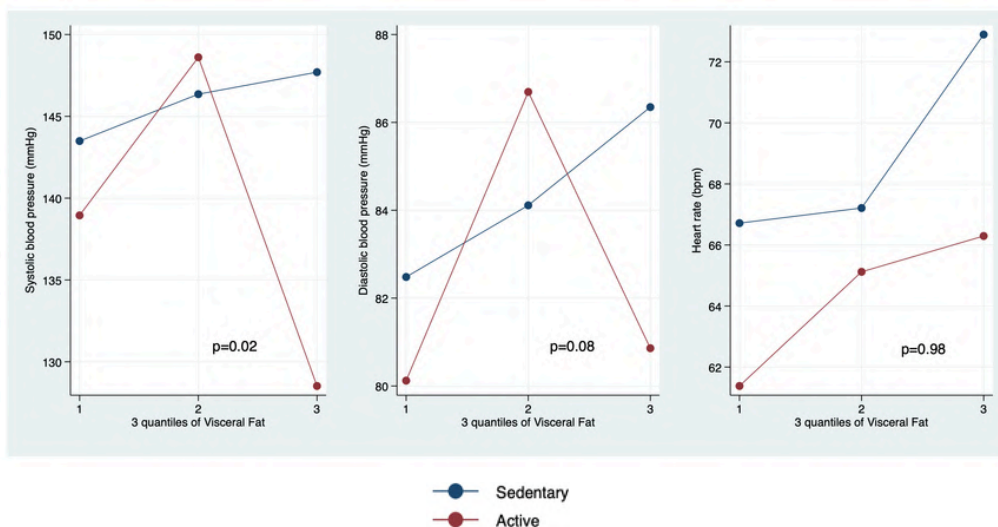 Systolic blood pressure (mmHg)
150
145
140
135
130
p=0.02
1 2 3
3 quantiles of Visceral Fat
Diastolic blood pressure (mmHg)
88
86
84
82
80
p=0.08
1 2 3
3 quantiles of Visceral Fat
Heart rate (bpm)
72
70
68
66
64
62
p=0.98
1 2 3
3 quantiles of Visceral Fat
Sedentary
Active